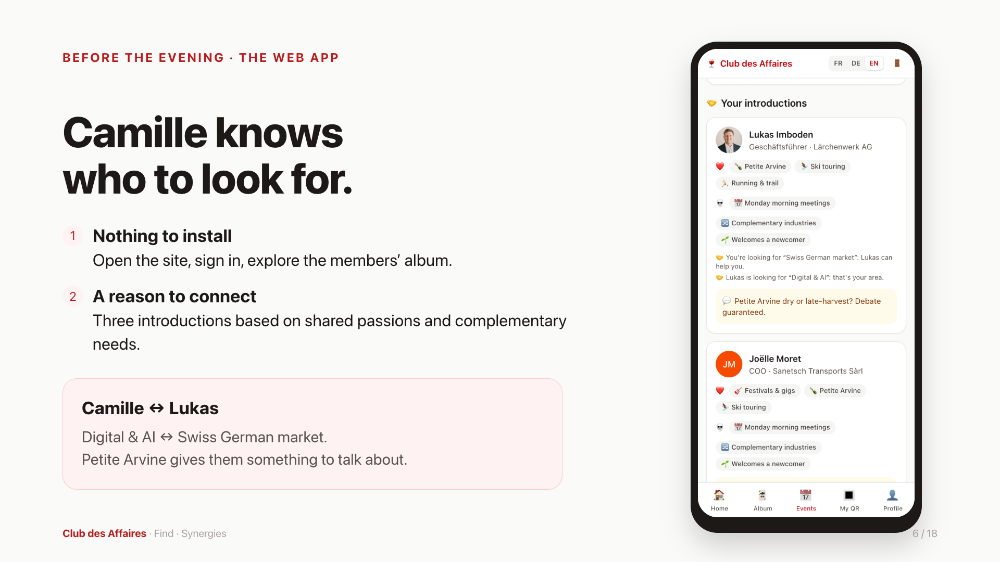 BEFORE THE EVENING · THE WEB APP
Camille knows
who to look for.
1 Nothing to install
Open the site, sign in, explore the members’ album.
2 A reason to connect
Three introductions based on shared passions and complementary
needs.
Camille ↔ Lukas
Digital & AI ↔ Swiss German market.
Petite Arvine gives them something to talk about.
Club des Affaires · Find · Synergies
Club des Affaires FR DE EN
Your introductions
Lukas Imboden
Geschäftsführer · Lärchenwerk AG
Petite Arvine Ski touring
Running & trail
Monday morning meetings
Complementary industries
Welcomes a newcomer
You're looking for “Swiss German market”: Lukas can
help you.
Lukas is looking for “Digital & AI”: that's your area.
Petite Arvine dry or late-harvest? Debate
guaranteed.
JM Joëlle Moret
COO · Sanetsch Transports Sàrl
Festivals & gigs Petite Arvine
Ski touring
Monday morning meetings
Complementary industries
Welcomes a newcomer
Home Album Events My QR Profile
6 / 18